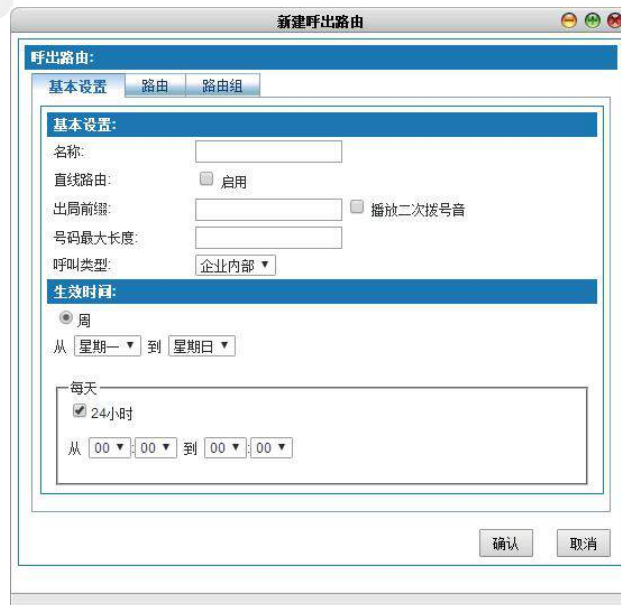 新建呼出路由
呼出路由:
基本设置 路由 路由组
基本设置:
名称:
直线路由: 启用
出局前缀: 播放二次拨号音
号码最大长度:
呼叫类型: 企业内部
生效时间:
周
从 星期一 到 星期日
每天
24小时
从 00 : 00 到 00 : 00
确认 取消